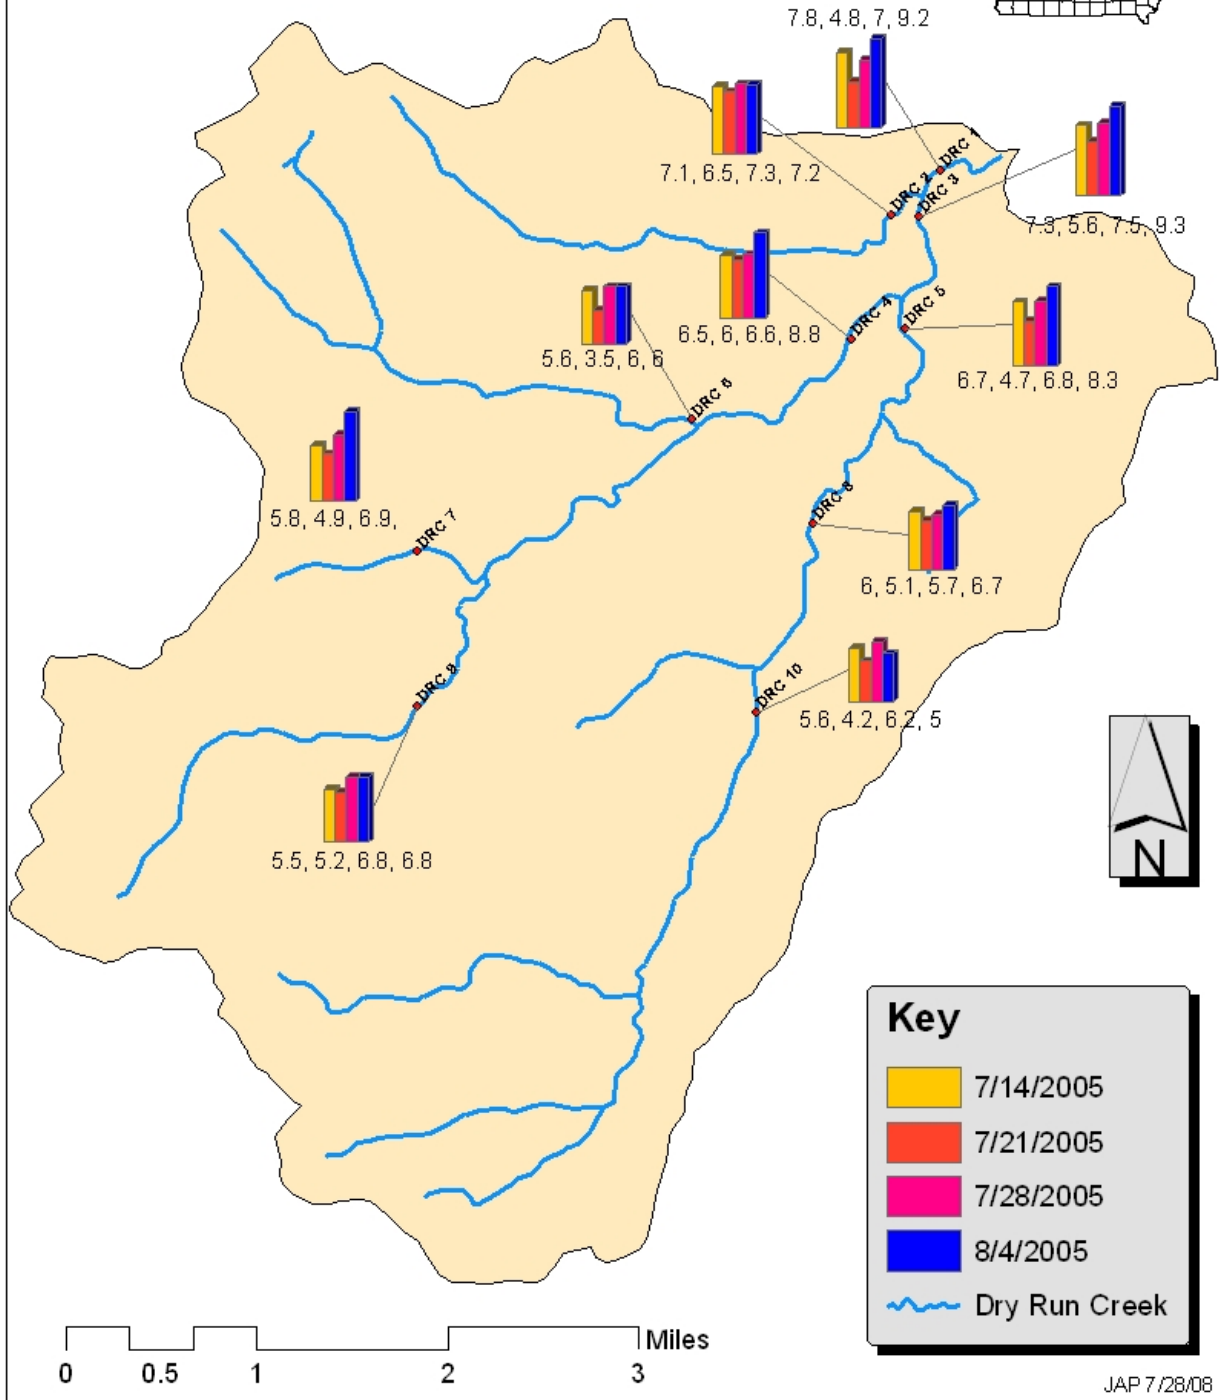 7.8, 4.8, 7, 9.2
DRC 1
7.1, 6.5, 7.3, 7.2
DRC 2
DRC 3
7.3, 5.6, 7.5, 9.3
6.5, 6, 6.6, 8.8
DRC 4
DRC 5
5.6, 3.5, 6, 6
6.7, 4.7, 6.8, 8.3
DRC 6
5.8, 4.9, 6.9,
DRC 7
DRC 8
6, 5.1, 5.7, 6.7
DRC 9
DRC 10
5.6, 4.2, 6.2, 5
5.5, 5.2, 6.8, 6.8
N
Key
7/14/2005
7/21/2005
7/28/2005
8/4/2005
Dry Run Creek
Miles
0 0.5 1 2 3
JAP 7/28/08